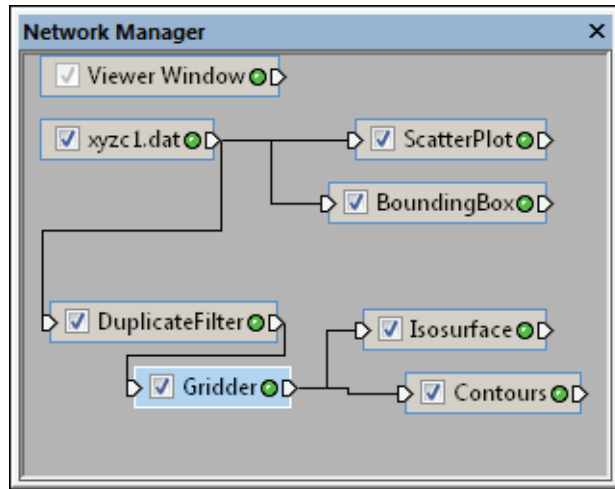 Network Manager
Viewer Window
xyzc1.dat
ScatterPlot
BoundingBox
DuplicateFilter
Isosurface
Gridder
Contours